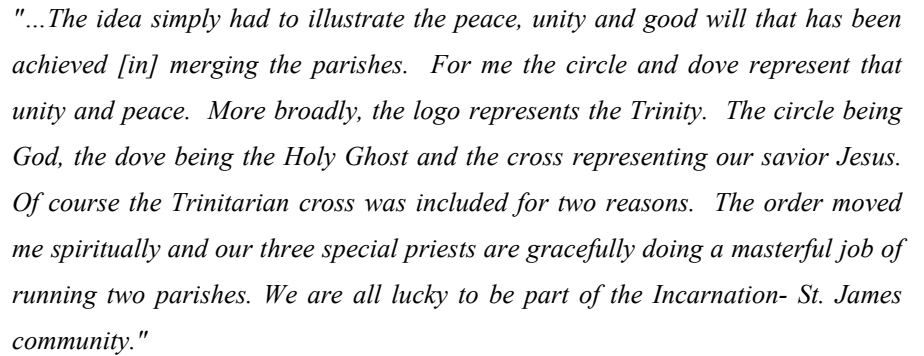 "...The idea simply had to illustrate the peace, unity and good will that has been
achieved [in] merging the parishes. For me the circle and dove represent that
unity and peace. More broadly, the logo represents the Trinity. The circle being
God, the dove being the Holy Ghost and the cross representing our savior Jesus.
Of course the Trinitarian cross was included for two reasons. The order moved
me spiritually and our three special priests are gracefully doing a masterful job of
running two parishes. We are all lucky to be part of the Incarnation- St. James
community."